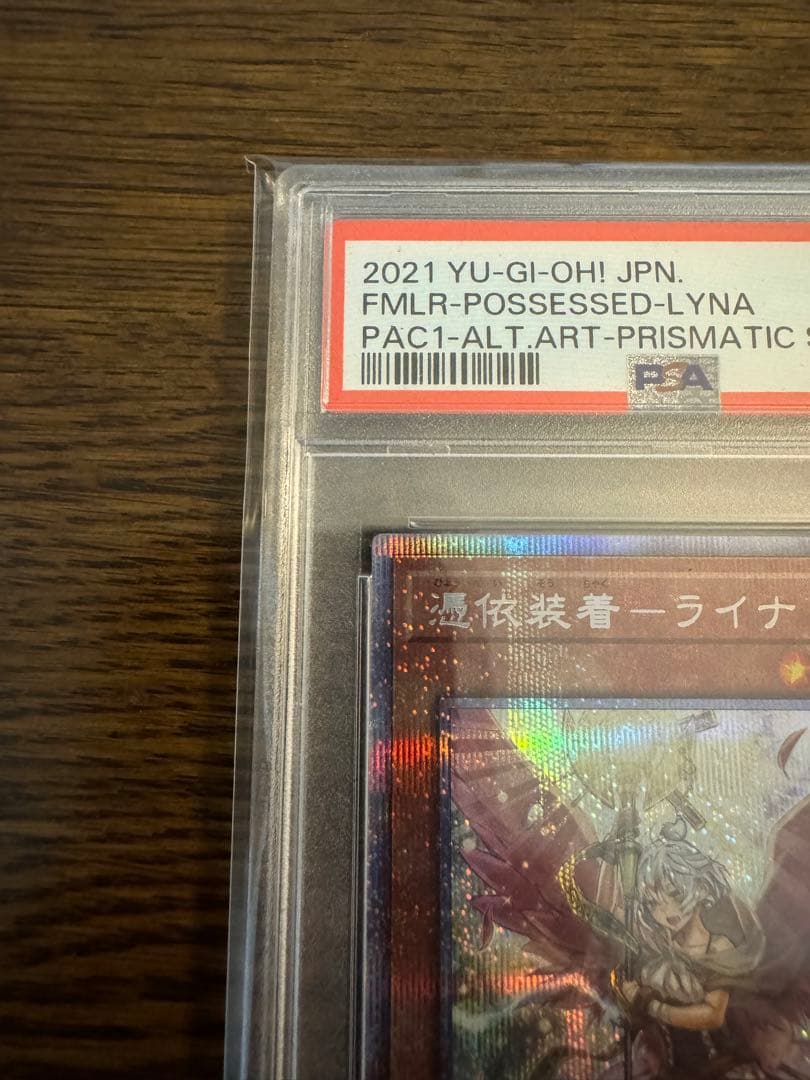 2021 YU-GI-OH! JPN.
FMLR-POSSESSED-LYNA
PAC1-ALT.ART-PRISMATIC
PSA
憑依装着－ライナ